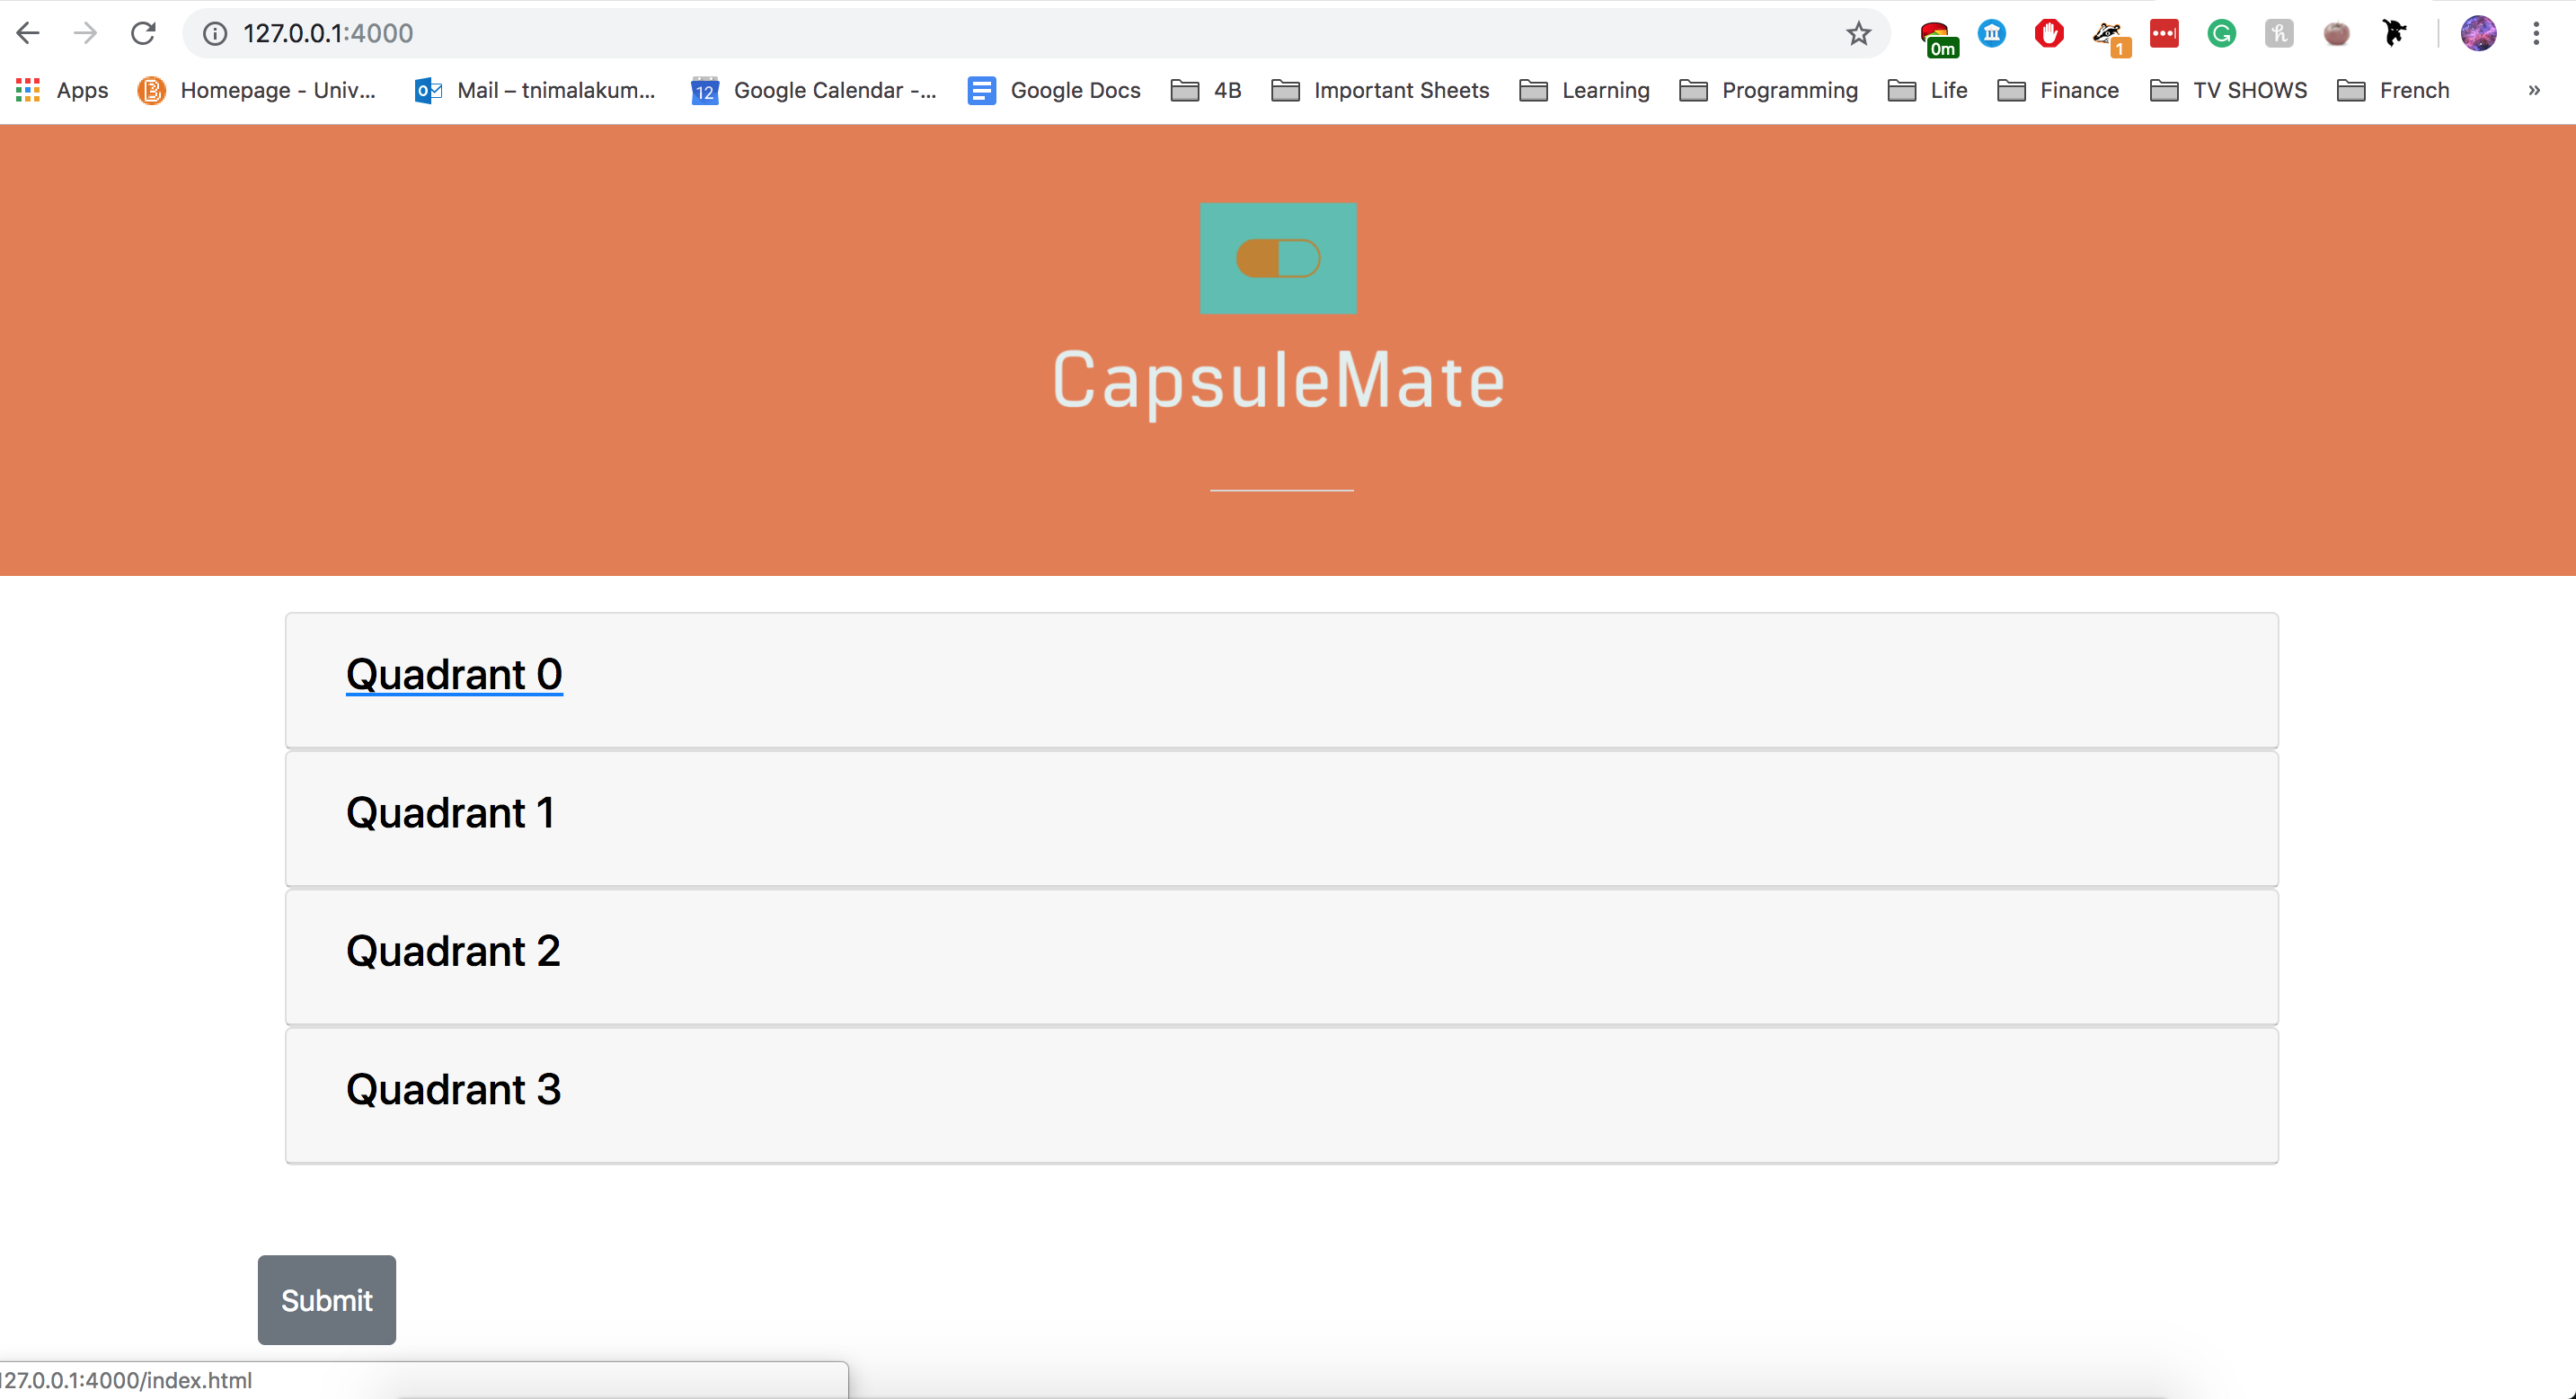 127.0.0.1:4000
0m
1
Apps
Homepage - Univ...
Mail – tnimalakum...
12
Google Calendar -...
Google Docs
4B
Important Sheets
Learning
Programming
Life
Finance
TV SHOWS
French
»
CapsuleMate
Quadrant 0
Quadrant 1
Quadrant 2
Quadrant 3
Submit
127.0.0.1:4000/index.html